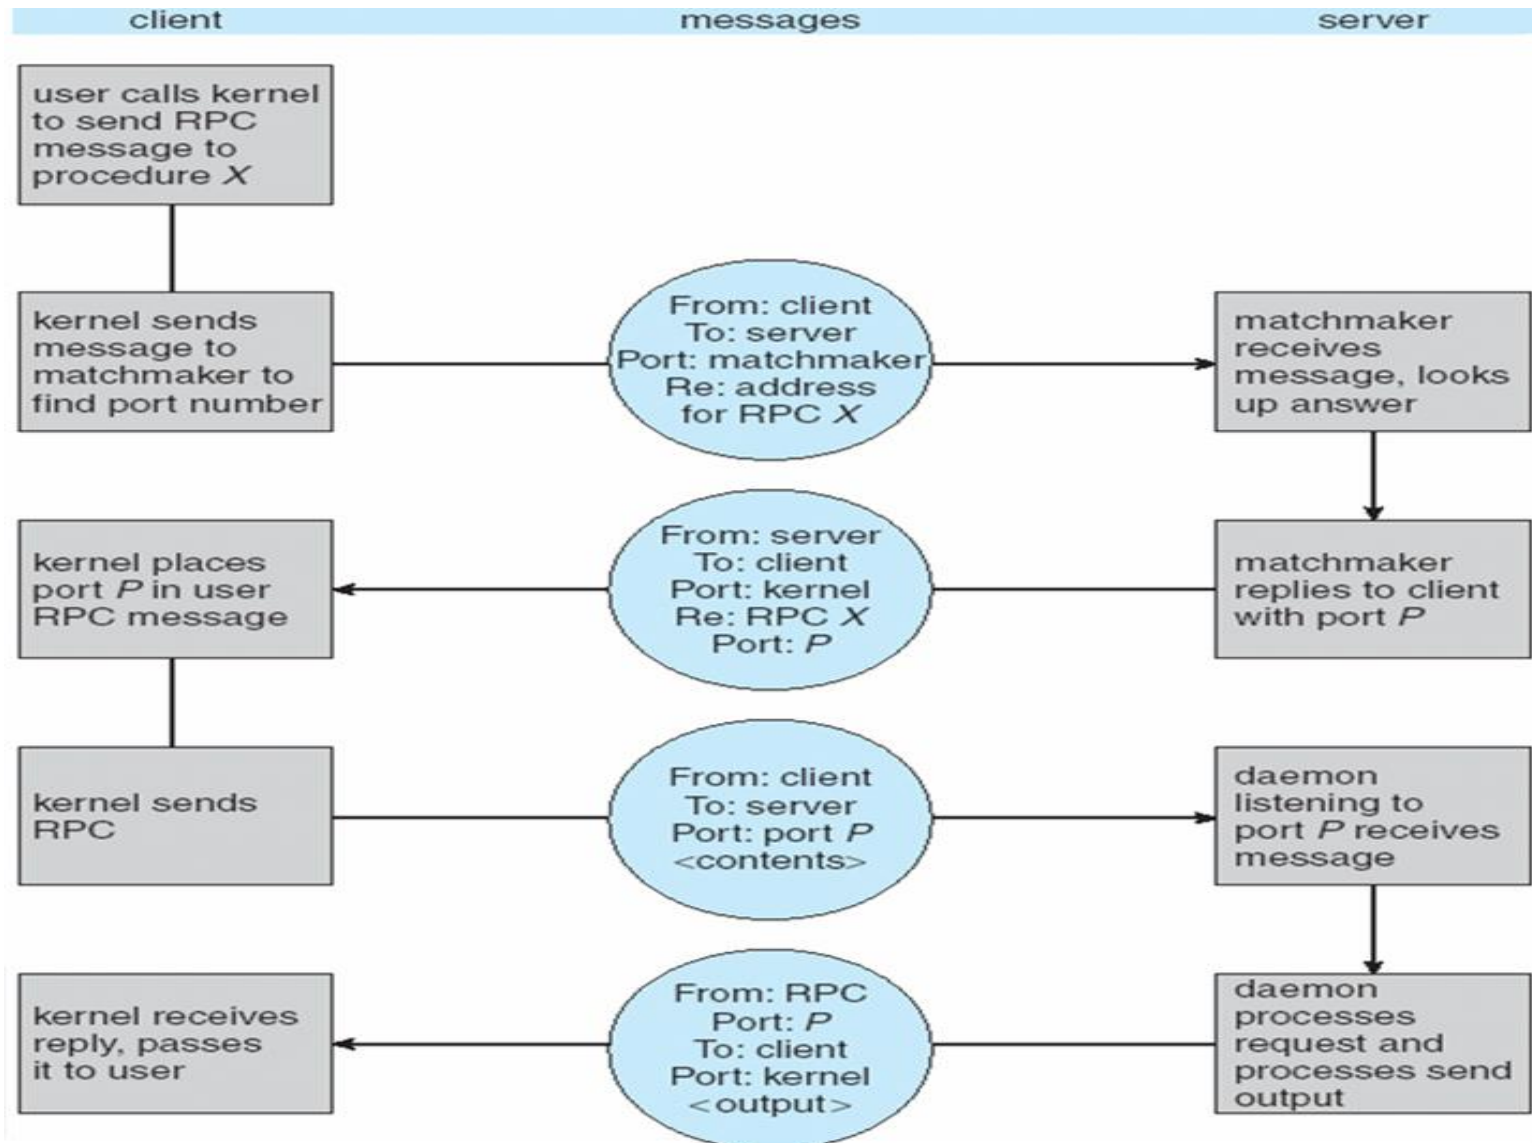 client messages server
user calls kernel
to send RPC
message to
procedure X
kernel sends
message to
matchmaker to
find port number
From: client
To: server
Port: matchmaker
Re: address
for RPC X
matchmaker
receives
message, looks
up answer
kernel places
port P in user
RPC message
From: server
To: client
Port: kernel
Re: RPC X
Port: P
matchmaker
replies to client
with port P
kernel sends
RPC
From: client
To: server
Port: port P
<contents>
daemon
listening to
port P receives
message
kernel receives
reply, passes
it to user
From: RPC
Port: P
To: client
Port: kernel
<output>
daemon
processes
request and
processes send
output